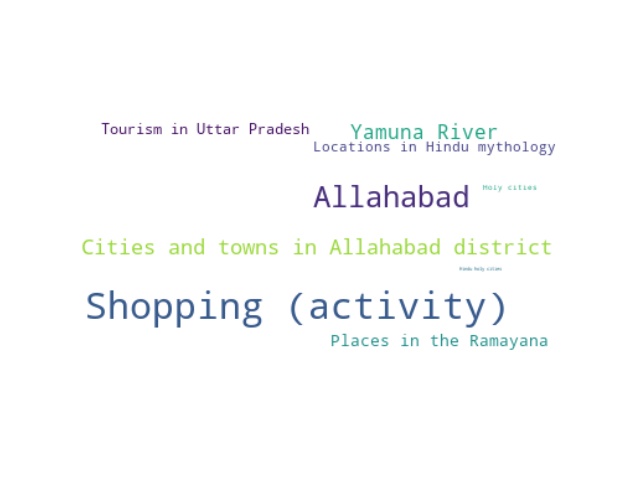 Tourism in Uttar Pradesh
Yamuna River
Locations in Hindu mythology
Allahabad
Holy cities
Cities and towns in Allahabad district
Hindu holy cities
Shopping (activity)
Places in the Ramayana